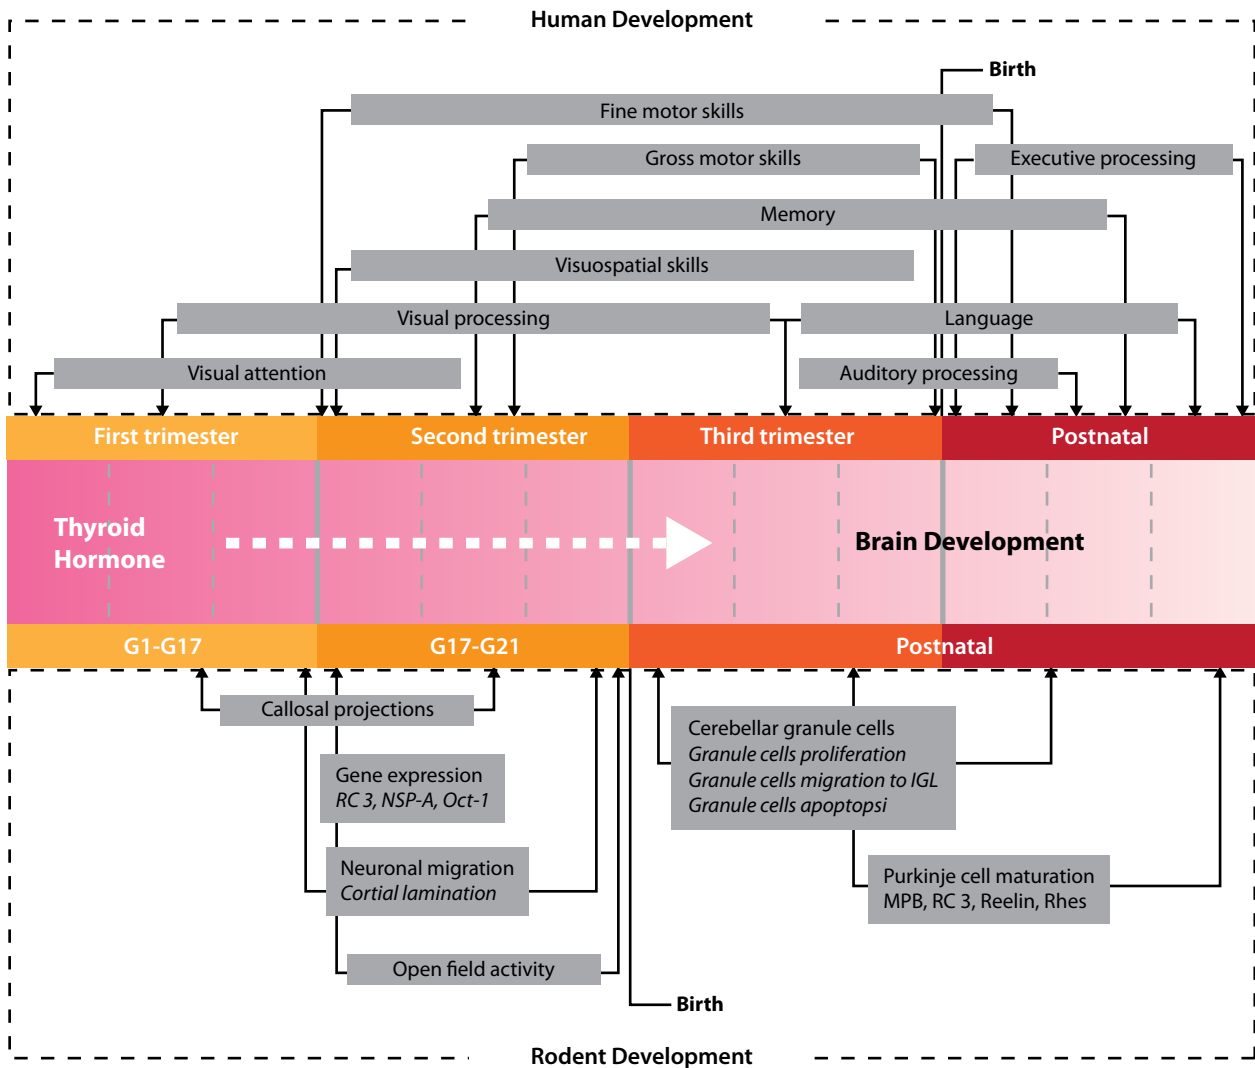 Human Development
Birth
Fine motor skills
Gross motor skills
Executive processing
Memory
Visuospatial skills
Visual processing
Language
Visual attention
Auditory processing
First trimester
Second trimester
Third trimester
Postnatal
Thyroid
Hormone
Brain Development
G1-G17
G17-G21
Postnatal
Callosal projections
Cerebellar granule cells
Granule cells proliferation
Granule cells migration to IGL
Granule cells apoptopsi
Gene expression
RC 3, NSP-A, Oct-1
Neuronal migration
Cortial lamination
Purkinje cell maturation
MPB, RC 3, Reelin, Rhes
Open field activity
Birth
Rodent Development